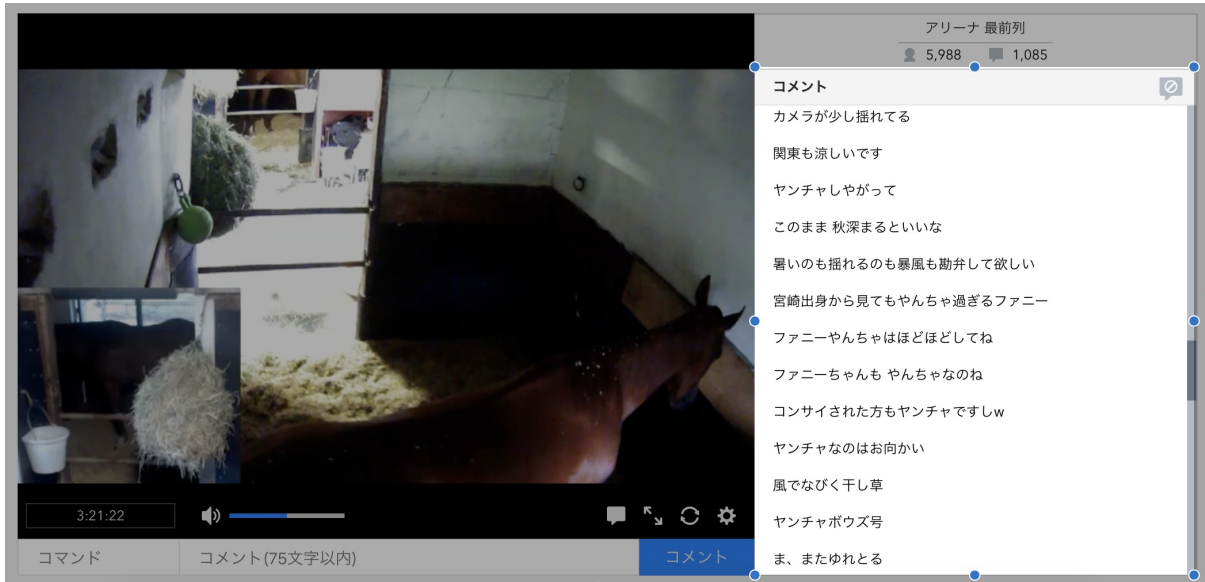 アリーナ 最前列
5,988 1,085
コメント
カメラが少し揺れてる
関東も涼しいです
ヤンチャしやがって
このまま 秋深まるといいな
暑いのも揺れるのも暴風も勘弁して欲しい
宮崎出身から見てもやんちゃ過ぎるファニー
ファニーやんちゃはほどほどしてね
ファニーちゃんも やんちゃなのね
コンサイされた方もヤンチャですしw
ヤンチャなのはお向かい
風でなびく干し草
ヤンチャボウズ号
ま、またゆれとる
3:21:22
コマンド
コメント(75文字以内)
コメント